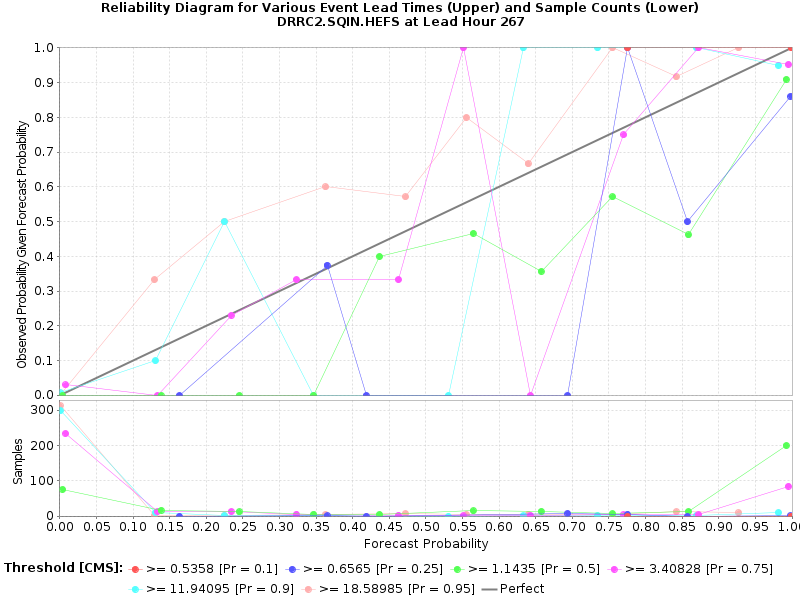 Reliability Diagram for Various Event Lead Times (Upper) and Sample Counts (Lower)
DRRC2.SQIN.HEFS at Lead Hour 267
Observed Probability Given Forecast Probability
1.0
0.9
0.8
0.7
0.6
0.5
0.4
0.3
0.2
0.1
0.0
Samples
300
200
100
0
0.00 0.05 0.10 0.15 0.20 0.25 0.30 0.35 0.40 0.45 0.50 0.55 0.60 0.65 0.70 0.75 0.80 0.85 0.90 0.95 1.00
Forecast Probability
Threshold [CMS]: >= 0.5358 [Pr = 0.1] >= 0.6565 [Pr = 0.25] >= 1.1435 [Pr = 0.5] >= 3.40828 [Pr = 0.75]
>= 11.94095 [Pr = 0.9] >= 18.58985 [Pr = 0.95] Perfect